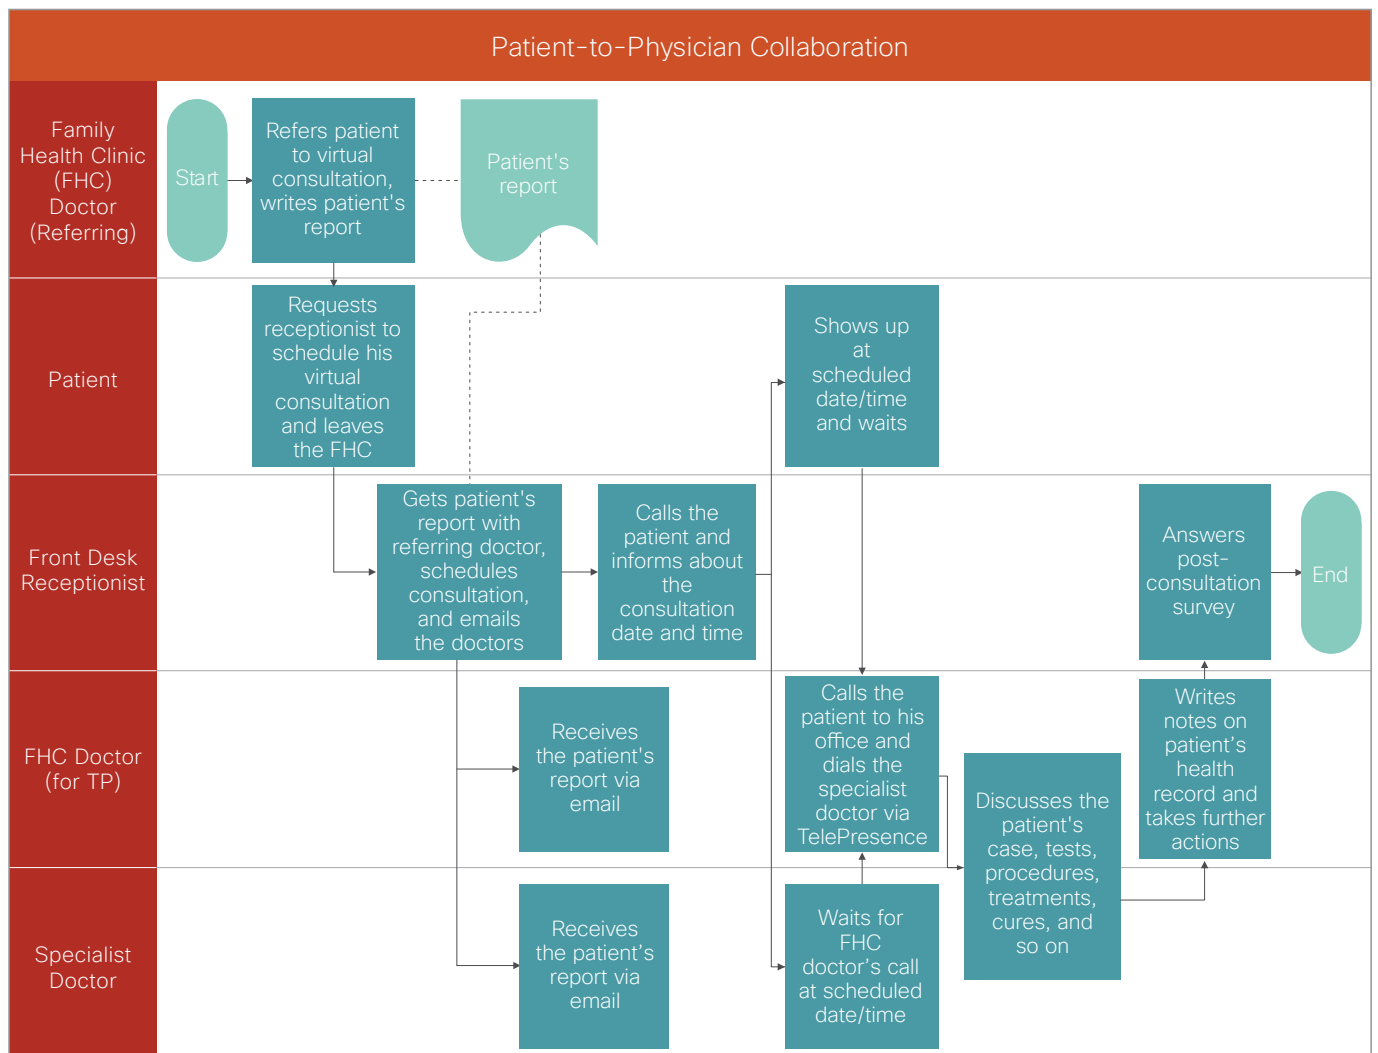 Patient-to-Physician Collaboration
Family
Health Clinic
(FHC)
Doctor
(Referring)
Start
Refers patient
to virtual
consultation,
writes patient's
report
Patient's
report
Patient
Requests
receptionist to
schedule his
virtual
consultation
and leaves
the FHC
Shows up
at
scheduled
date/time
and waits
Front Desk
Receptionist
Gets patient's
report with
referring doctor,
schedules
consultation,
and emails
the doctors
Calls the
patient and
informs about
the
consultation
date and time
Answers
post-
consultation
survey
End
FHC Doctor
(for TP)
Receives
the patient's
report via
email
Calls the
patient to his
office and
dials the
specialist
doctor via
TelePresence
Discusses the
patient's
case, tests,
procedures,
treatments,
cures, and
so on
Writes
notes on
patient’s
health
record and
takes further
actions
Specialist
Doctor
Receives
the patient’s
report via
email
Waits for
FHC
doctor’s call
at scheduled
date/time